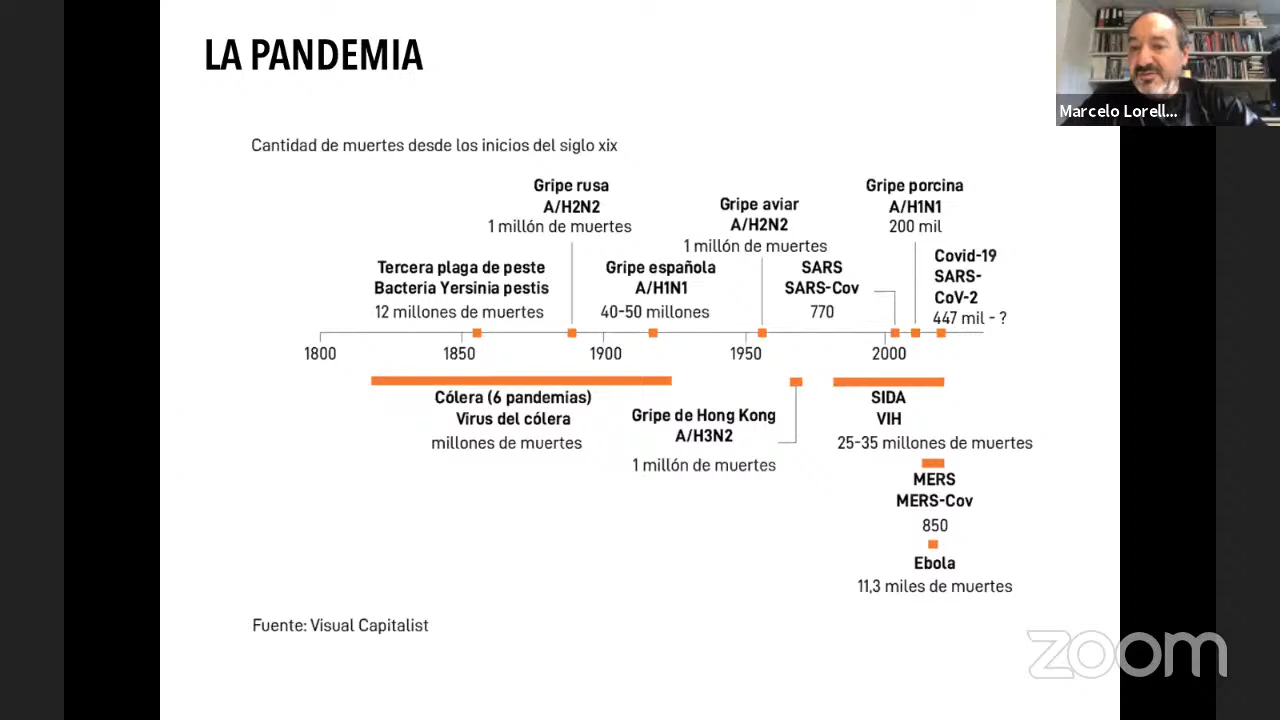 LA PANDEMIA
Marcelo Lorell...
Cantidad de muertes desde los inicios del siglo xix
Gripe rusa
A/H2N2
1 millón de muertes
Gripe aviar
A/H2N2
1 millón de muertes
Gripe porcina
A/H1N1
200 mil
Tercera plaga de peste
Bacteria Yersinia pestis
12 millones de muertes
Gripe española
A/H1N1
40-50 millones
SARS
SARS-Cov
770
Covid-19
SARS-
CoV-2
447 mil - ?
1800 1850 1900 1950 2000
Cólera (6 pandemias)
Virus del cólera
millones de muertes
Gripe de Hong Kong
A/H3N2
1 millón de muertes
SIDA
VIH
25-35 millones de muertes
MERS
MERS-Cov
850
Ebola
11,3 miles de muertes
Fuente: Visual Capitalist
zoom